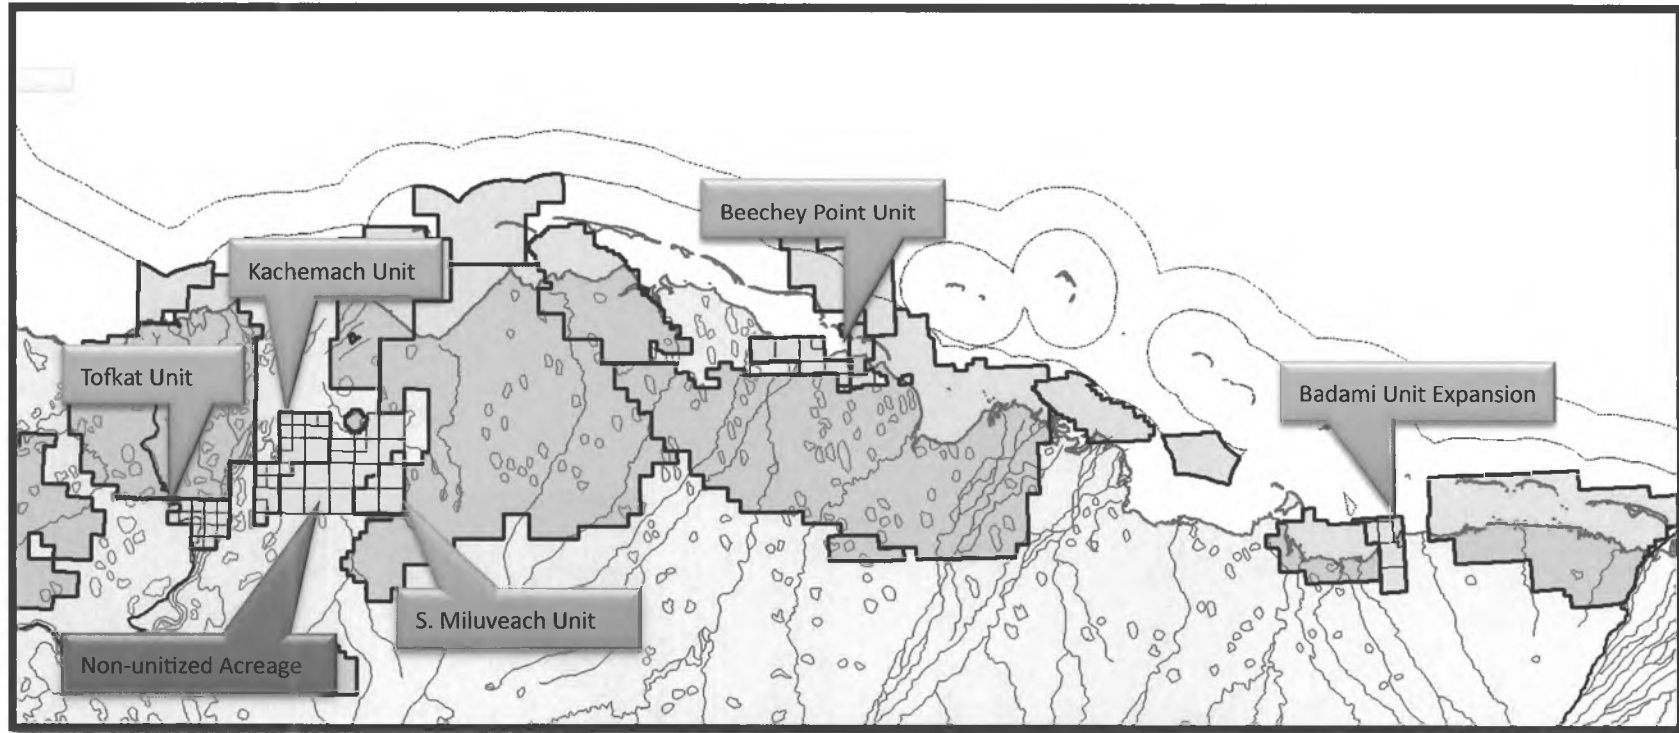 Beechey Point Unit
Kachemach Unit
Tofkat Unit
Badami Unit Expansion
S. Miluveach Unit
Non-unitized Acreage